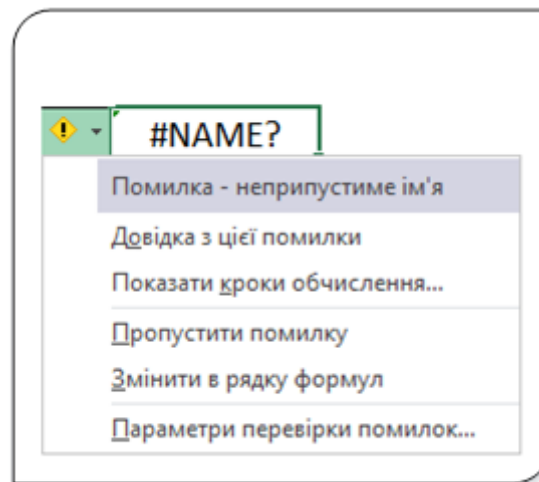 #NAME?
Помилка - неприпустиме ім'я
Довідка з цієї помилки
Показати кроки обчислення...
Пропустити помилку
Змінити в рядку формул
Параметри перевірки помилок...